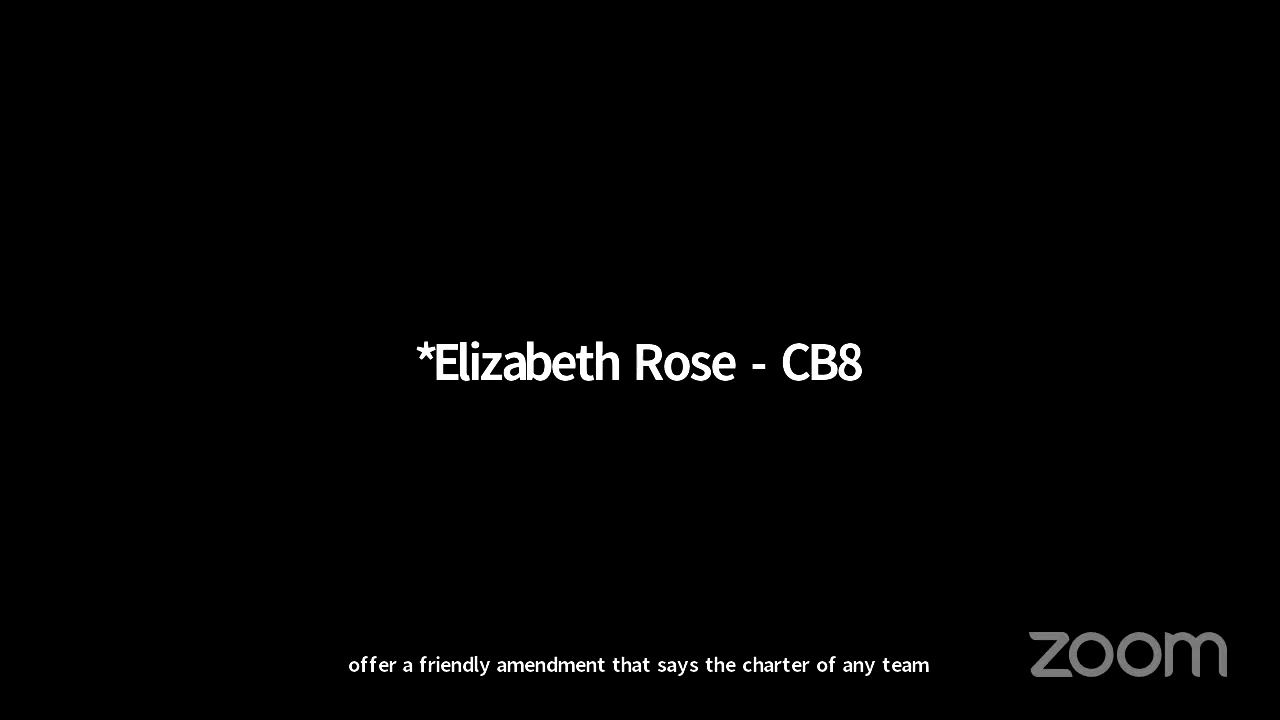 *Elizabeth Rose - CB8
offer a friendly amendment that says the charter of any team
zoom